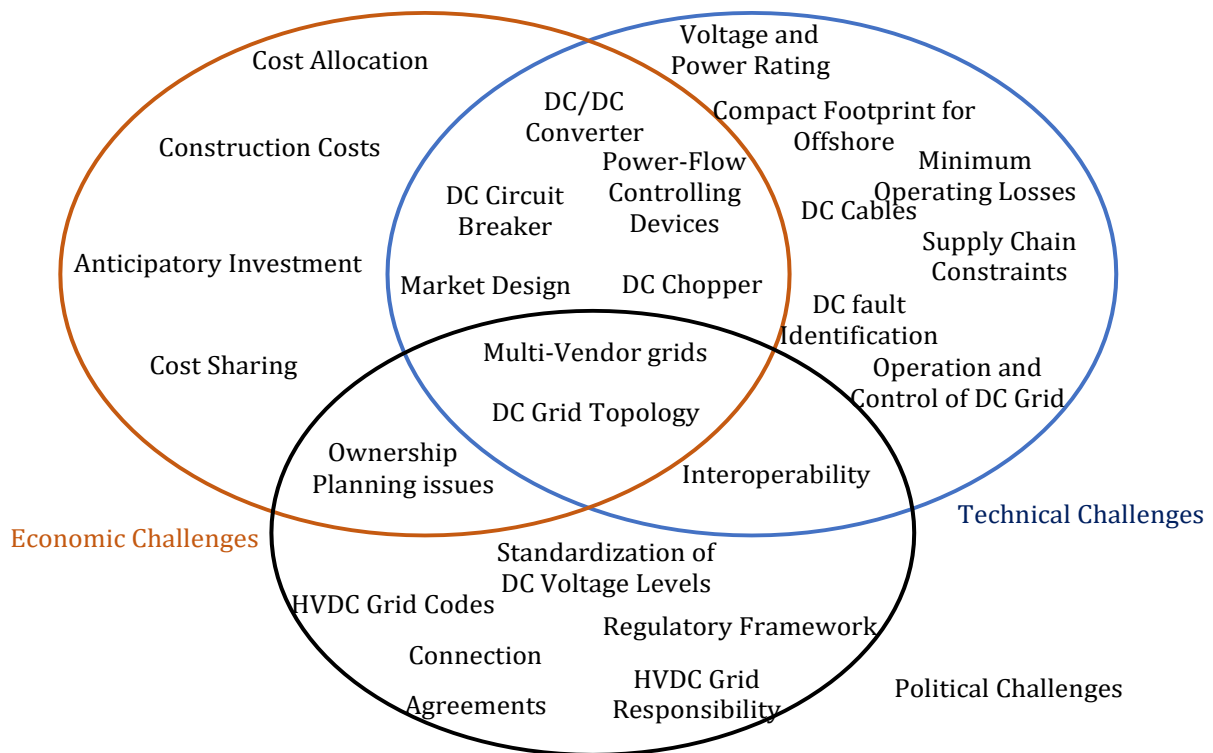 Cost Allocation
Construction Costs
Anticipatory Investment
Cost Sharing
DC/DC
Converter
Power-Flow
Controlling
Devices
DC Circuit
Breaker
Market Design
DC Chopper
Voltage and
Power Rating
Compact Footprint for
Offshore
Minimum
Operating Losses
DC Cables
Supply Chain
Constraints
DC fault
Identification
Operation and
Control of DC Grid
Multi-Vendor grids
DC Grid Topology
Ownership
Planning issues
Interoperability
Economic Challenges
Technical Challenges
Standardization of
DC Voltage Levels
HVDC Grid Codes
Regulatory Framework
Connection
Agreements
HVDC Grid
Responsibility
Political Challenges